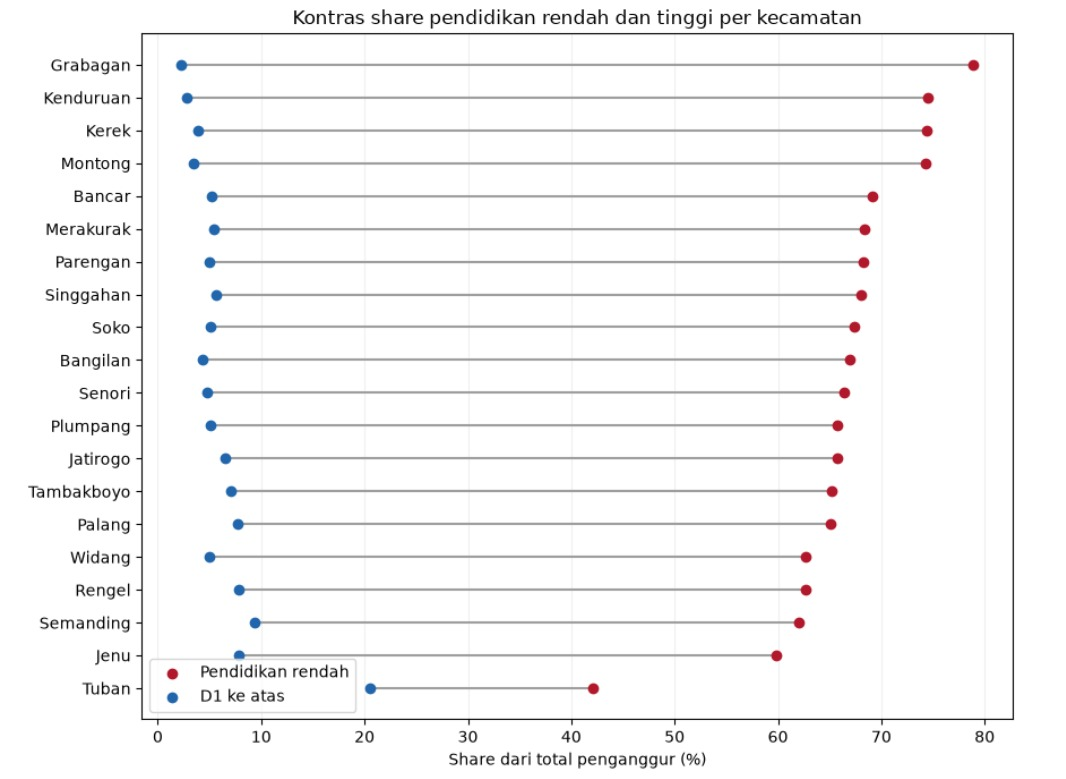 Kontras share pendidikan rendah dan tinggi per kecamatan
Grabagan
Kenduruan
Kerek
Montong
Bancar
Merakurak
Parengan
Singgahan
Soko
Bangilan
Senori
Plumpang
Jatirogo
Tambakboyo
Palang
Widang
Rengel
Semanding
Jenu
Tuban
Pendidikan rendah
D1 ke atas
0 10 20 30 40 50 60 70 80
Share dari total penganggur (%)